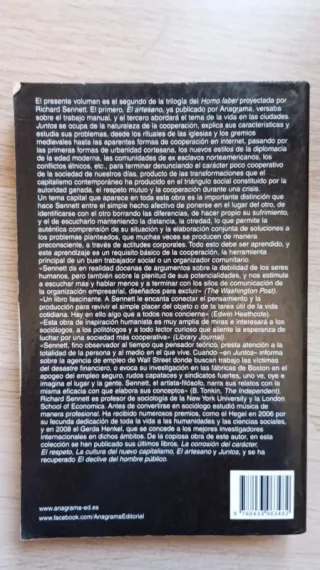 El presente volumen es el segundo de la trilogía del Homo faber proyectada por
Richard Sennett. El primero, El artesano, ya publicado por Anagrama, versaba
sobre el trabajo manual, y el tercero abordará el tema de la vida en las ciudades.
Juntos se ocupa de la naturaleza de la cooperación, explica sus características y
estudia sus problemas, desde los rituales de las iglesias y los gremios
medievales hasta las aparentes formas de cooperación en internet, pasando por
las primeras formas de urbanidad cortesana, los nuevos estilos de la diplomacia
de la edad moderna, las comunidades de ex esclavos norteamericanos, los
conflictos étnicos, etc., para terminar denunciando el carácter poco cooperativo
de la sociedad de nuestros días, producto de las transformaciones que el
capitalismo contemporáneo ha producido en el triángulo social constituido por la
autoridad ganada, el respeto mutuo y la cooperación durante una crisis.
Un tema capital que aparece en toda esta obra es la importante distinción que
hace Sennett entre el simple hecho afectivo de ponerse en el lugar del otro, de
identificarse con el otro borrando las diferencias, de hacer propio su sufrimiento,
y el de escucharlo manteniendo la distancia, la otredad, lo que permite la
auténtica comprensión de su situación y la elaboración conjunta de soluciones a
los problemas planteados, que muchas veces se producen de manera
preconsciente, a través de actitudes corporales. Todo esto debe ser aprendido, y
este aprendizaje es un requisito básico de la cooperación, la herramienta
principal de un buen trabajador social o un organizador comunitario.
«Sennett da en realidad docenas de argumentos sobre la debilidad de los seres
humanos, pero también sobre la plenitud de sus potencialidades, y nos estimula
a escuchar más y hablar menos y a terminar con los silos de comunicación de
la organización empresarial, diseñados para excluir» (The Washington Post).
«Un libro fascinante. A Sennett le encanta conectar el pensamiento y la
producción para revivir el simple placer del objeto o de la tarea útil de la vida
cotidiana. Hay en ello algo que a todos nos concierne» (Edwin Heathcote).
«Esta obra de inspiración humanista es muy amplia de miras e interesará a los
sociólogos, a los politólogos y a todo lector curioso que aliente la esperanza de
luchar por una sociedad más cooperativa» (Library Journal).
«Sennett, fino observador al tiempo que pensador teórico, presta atención a la
totalidad de la persona y al medio en el que vive. Cuando –en Juntos– informa
sobre la agencia de empleo de Wall Street donde buscan trabajo las víctimas
del desastre financiero, o evoca su investigación en las fábricas de Boston en el
apogeo del empleo seguro, rudos capataces y sindicatos fuertes, uno ve, oye e
imagina el lugar y la gente. Sennett, artista-filósofo, narra sus relatos con la
misma eficacia con que elabora sus conceptos» (B. Tonkin, The Independent).
Richard Sennett es profesor de sociología de la New York University y la London
School of Economics. Antes de convertirse en sociólogo estudió música de
manera profesional. Ha recibido numerosos premios, como el Hegel en 2006 por
su fecunda dedicación de toda la vida a las humanidades y las ciencias sociales,
y en 2008 el Gerda Henkel, que se concede a los mejores investigadores
internacionales en dichos ámbitos. De la copiosa obra de este autor, en esta
colección se han publicado sus últimos libros, La corrosión del carácter,
El respeto, La cultura del nuevo capitalismo, El artesano y Juntos, y se ha
recuperado El declive del hombre público.
www.anagrama-ed.es
www.facebook.com/AnagramaEditorial
9 788433 963482